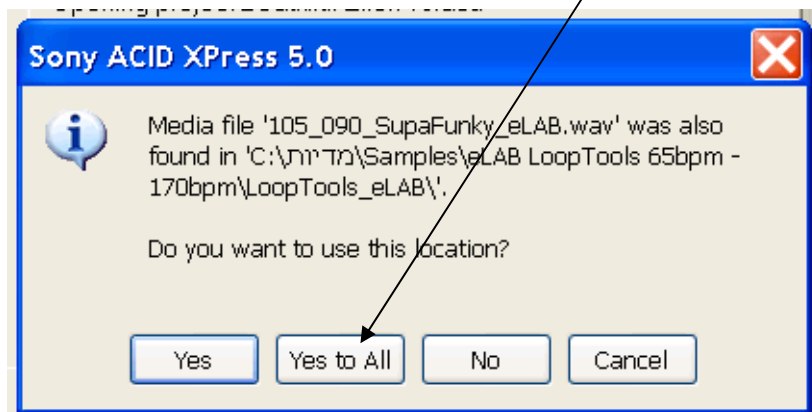 Sony ACID XPress 5.0
Media file '105_090_SupaFunky_eLAB.wav' was also
found in 'C:\מדיות\Samples\eLAB LoopTools 65bpm -
170bpm\LoopTools_eLAB\'.
Do you want to use this location?
Yes
Yes to All
No
Cancel